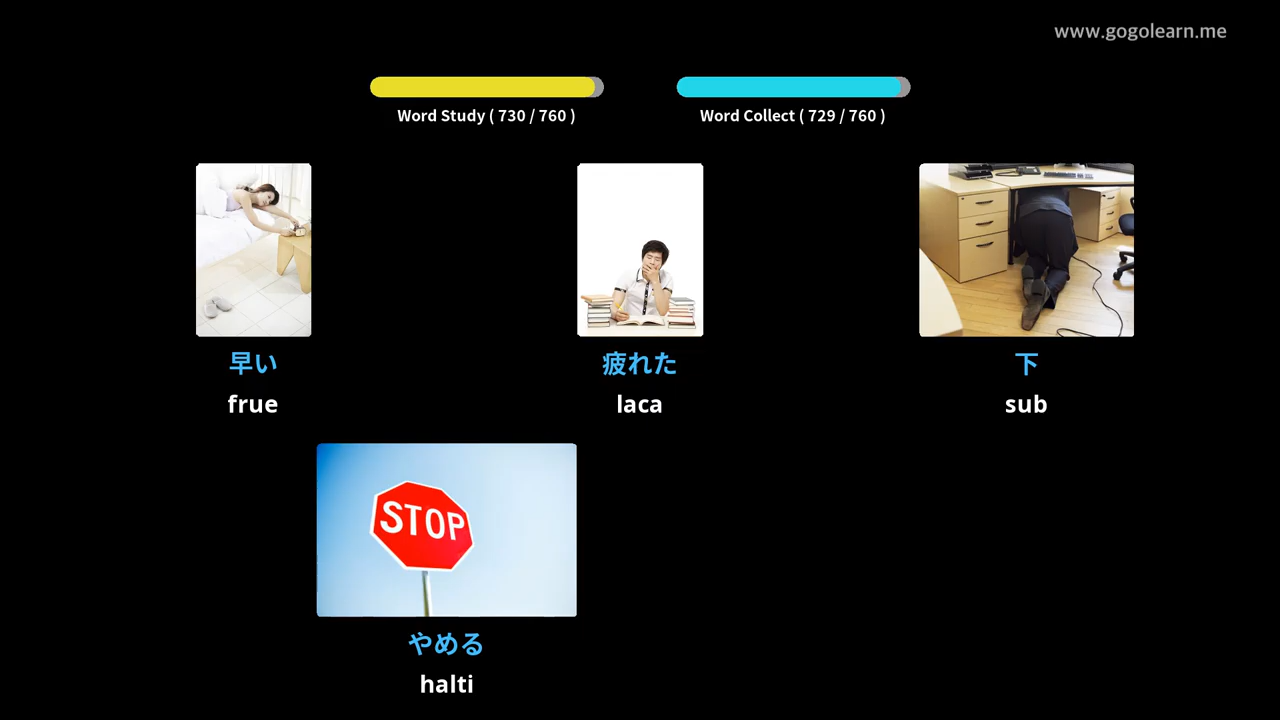 www.gogolearn.me
Word Study ( 730 / 760 )
Word Collect ( 729 / 760 )
早い
frue
疲れた
laca
下
sub
STOP
やめる
halti